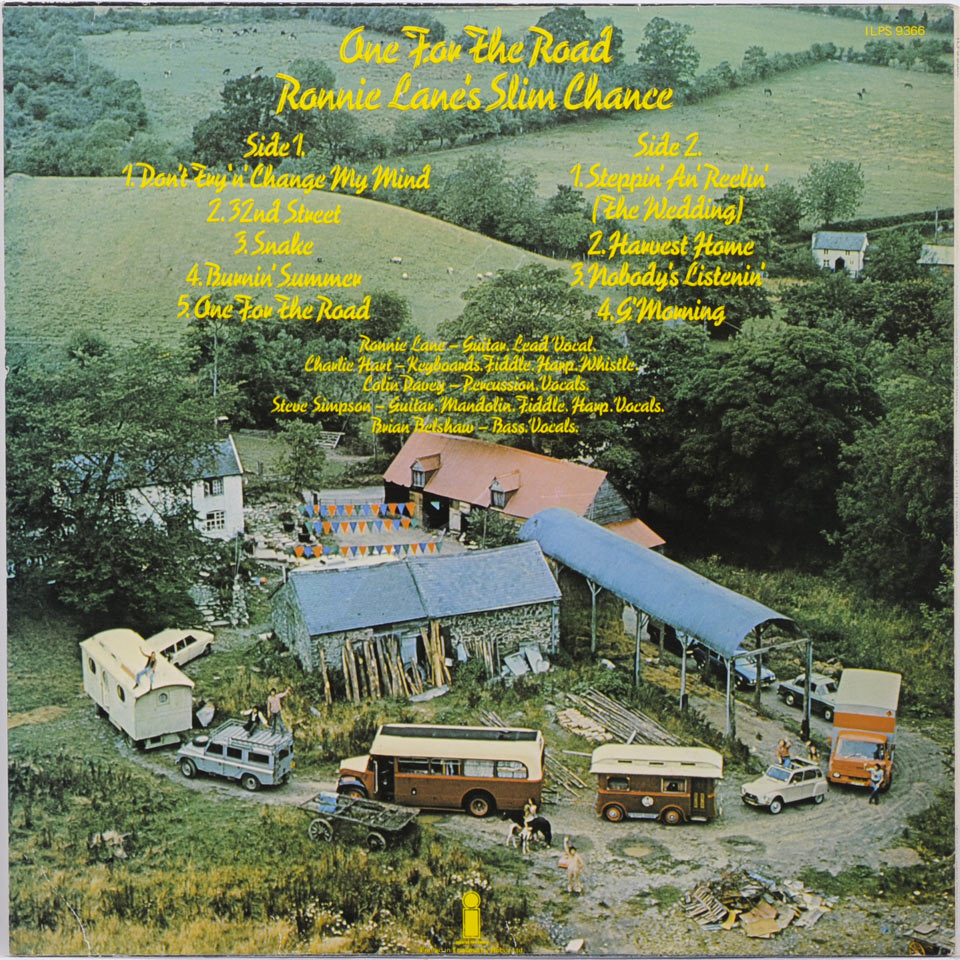 One For The Road
ILPS 9366
Ronnie Lane's Slim Chance
Side 1.
1. Don't Try 'n' Change My Mind
2. 32nd Street
3. Snake
4. Burnin' Summer
5. One For The Road
Side 2.
1. Steppin' An' Reelin'
(The Wedding)
2. Harvest Home
3. Nobody's Listenin'
4. G'Morning
Ronnie Lane – Guitar. Lead Vocal.
Charlie Hart – Keyboards. Fiddle. Harp. Whistle.
Colin Davey – Percussion. Vocals.
Steve Simpson – Guitar. Mandolin. Fiddle. Harp. Vocals.
Brian Belshaw – Bass. Vocals.
i